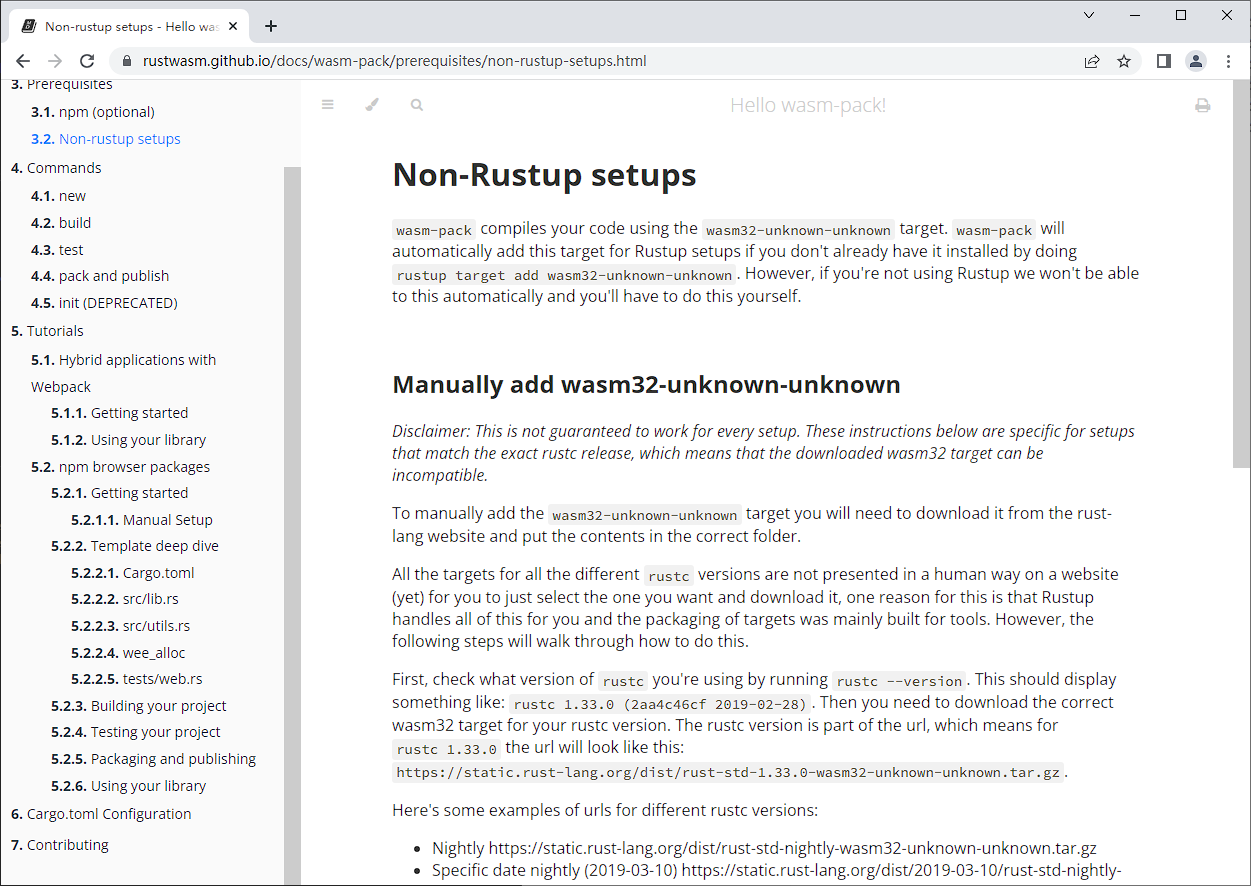 Non-rustup setups - Hello was
rustwasm.github.io/docs/wasm-pack/prerequisites/non-rustup-setups.html
3. Prerequisites
3.1. npm (optional)
3.2. Non-rustup setups
4. Commands
4.1. new
4.2. build
4.3. test
4.4. pack and publish
4.5. init (DEPRECATED)
5. Tutorials
5.1. Hybrid applications with
Webpack
5.1.1. Getting started
5.1.2. Using your library
5.2. npm browser packages
5.2.1. Getting started
5.2.1.1. Manual Setup
5.2.2. Template deep dive
5.2.2.1. Cargo.toml
5.2.2.2. src/lib.rs
5.2.2.3. src/utils.rs
5.2.2.4. wee_alloc
5.2.2.5. tests/web.rs
5.2.3. Building your project
5.2.4. Testing your project
5.2.5. Packaging and publishing
5.2.6. Using your library
6. Cargo.toml Configuration
7. Contributing
Hello wasm-pack!
Non-Rustup setups
wasm-pack compiles your code using the wasm32-unknown-unknown target. wasm-pack will
automatically add this target for Rustup setups if you don't already have it installed by doing
rustup target add wasm32-unknown-unknown. However, if you're not using Rustup we won't be able
to this automatically and you'll have to do this yourself.
Manually add wasm32-unknown-unknown
Disclaimer: This is not guaranteed to work for every setup. These instructions below are specific for setups
that match the exact rustc release, which means that the downloaded wasm32 target can be
incompatible.
To manually add the wasm32-unknown-unknown target you will need to download it from the rust-
lang website and put the contents in the correct folder.
All the targets for all the different rustc versions are not presented in a human way on a website
(yet) for you to just select the one you want and download it, one reason for this is that Rustup
handles all of this for you and the packaging of targets was mainly built for tools. However, the
following steps will walk through how to do this.
First, check what version of rustc you're using by running rustc --version. This should display
something like: rustc 1.33.0 (2aa4c46cf 2019-02-28). Then you need to download the correct
wasm32 target for your rustc version. The rustc version is part of the url, which means for
rustc 1.33.0 the url will look like this:
https://static.rust-lang.org/dist/rust-std-1.33.0-wasm32-unknown-unknown.tar.gz.
Here's some examples of urls for different rustc versions:
• Nightly https://static.rust-lang.org/dist/rust-std-nightly-wasm32-unknown-unknown.tar.gz
• Specific date nightly (2019-03-10) https://static.rust-lang.org/dist/2019-03-10/rust-std-nightly-